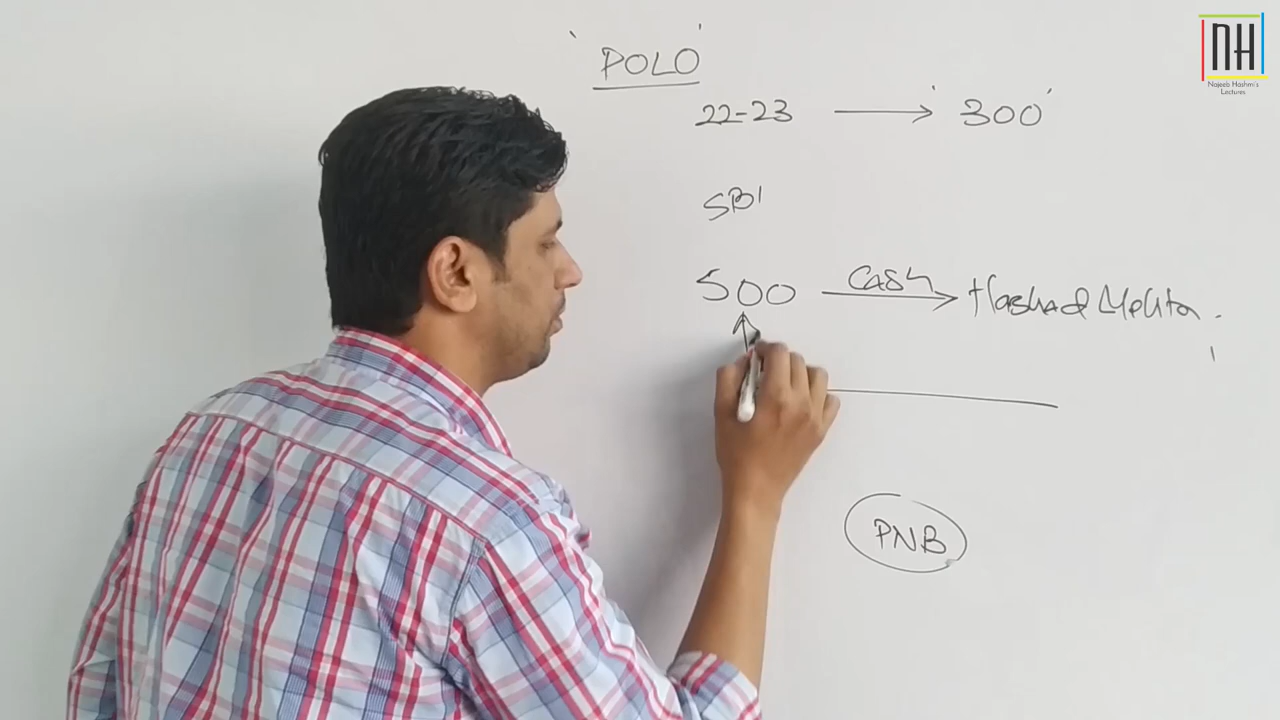 NH
Najeeb Hashmi's
Lectures
'POLO'
22-23 → '300'
SBI
500 cash → Harshad Mehta.
PNB